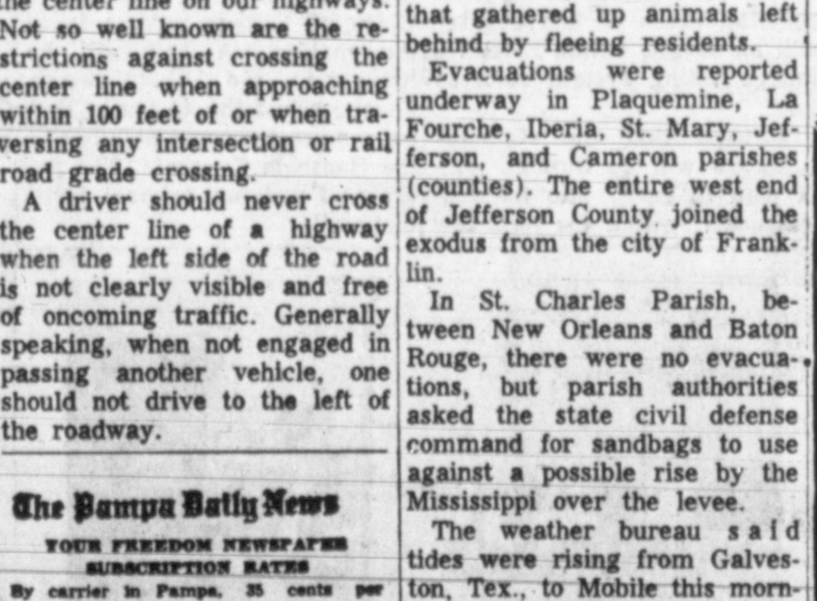 the center line on our highways.
Not so well known are the re-
strictions against crossing the
center line when approaching
within 100 feet of or when tra-
versing any intersection or rail
road grade crossing.
A driver should never cross
the center line of a highway
when the left side of the road
is not clearly visible and free
of oncoming traffic. Generally
speaking, when not engaged in
passing another vehicle, one
should not drive to the left of
the roadway.
The Pampa Daily News
YOUR FREEDOM NEWSPAPER
SUBSCRIPTION RATES
By carrier in Pampa, 35 cents per
that gathered up animals left
behind by fleeing residents.
Evacuations were reported
underway in Plaquemine, La
Fourche, Iberia, St. Mary, Jef-
ferson, and Cameron parishes
(counties). The entire west end
of Jefferson County joined the
exodus from the city of Frank-
lin.
In St. Charles Parish, be-
tween New Orleans and Baton
Rouge, there were no evacua-
tions, but parish authorities
asked the state civil defense
command for sandbags to use
against a possible rise by the
Mississippi over the levee.
The weather bureau said
tides were rising from Galves-
ton, Tex., to Mobile this morn-